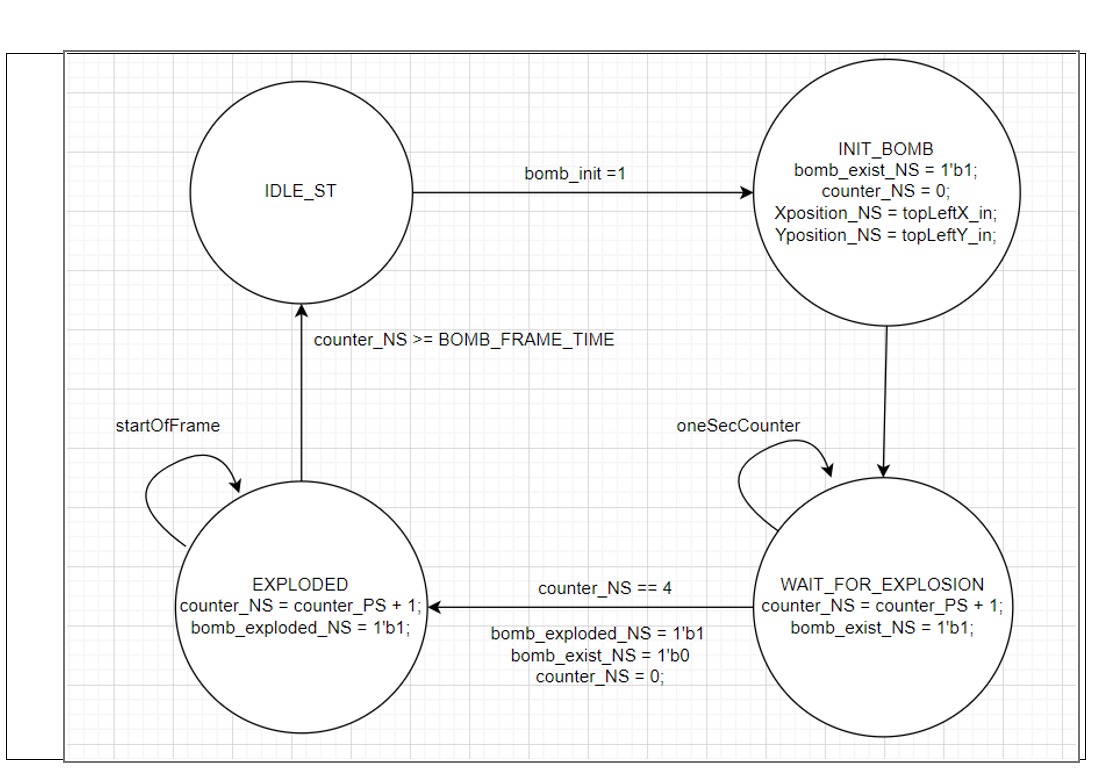 IDLE_ST
bomb_init =1
INIT_BOMB
bomb_exist_NS = 1'b1;
counter_NS = 0;
Xposition_NS = topLeftX_in;
Yposition_NS = topLeftY_in;
counter_NS >= BOMB_FRAME_TIME
startOfFrame
oneSecCounter
EXPLODED
counter_NS = counter_PS + 1;
bomb_exploded_NS = 1'b1;
counter_NS == 4
bomb_exploded_NS = 1'b1
bomb_exist_NS = 1'b0
counter_NS = 0;
WAIT_FOR_EXPLOSION
counter_NS = counter_PS + 1;
bomb_exist_NS = 1'b1;